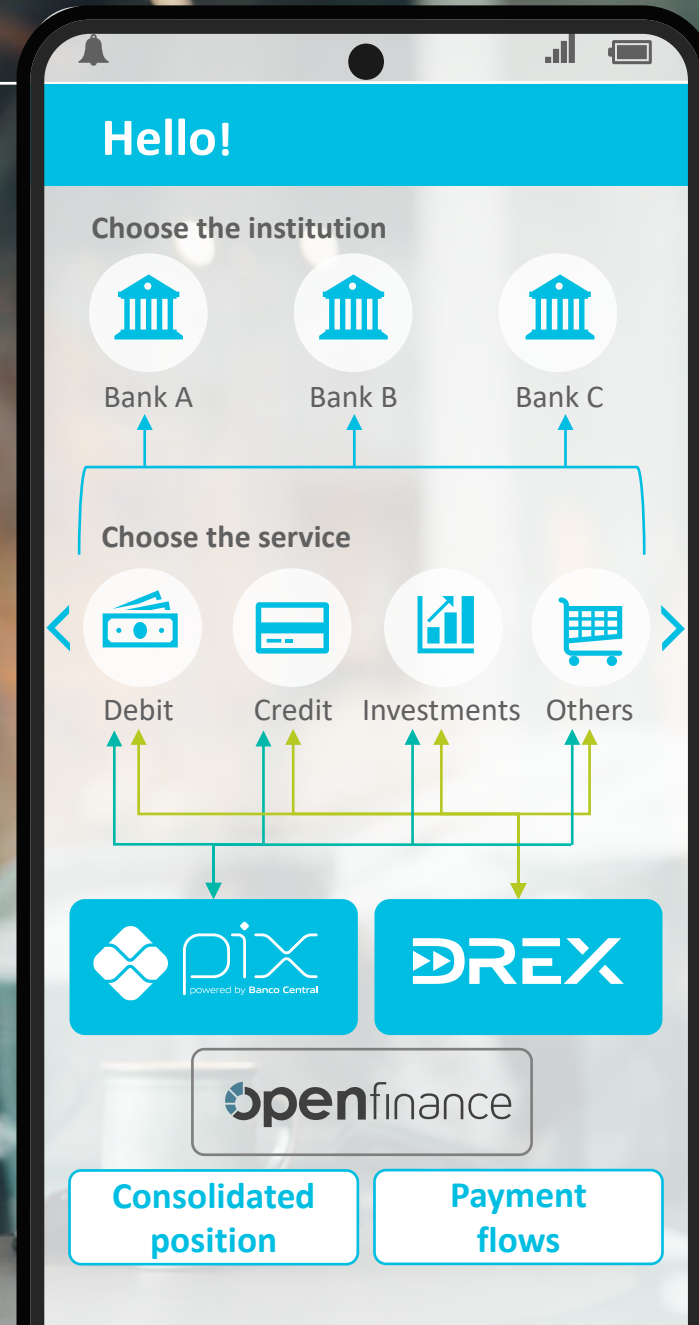 Hello!
Choose the institution
Bank A Bank B Bank C
Choose the service
Debit Credit Investments Others
pix DREX
powered by Banco Central
openfinance
Consolidated position
Payment flows